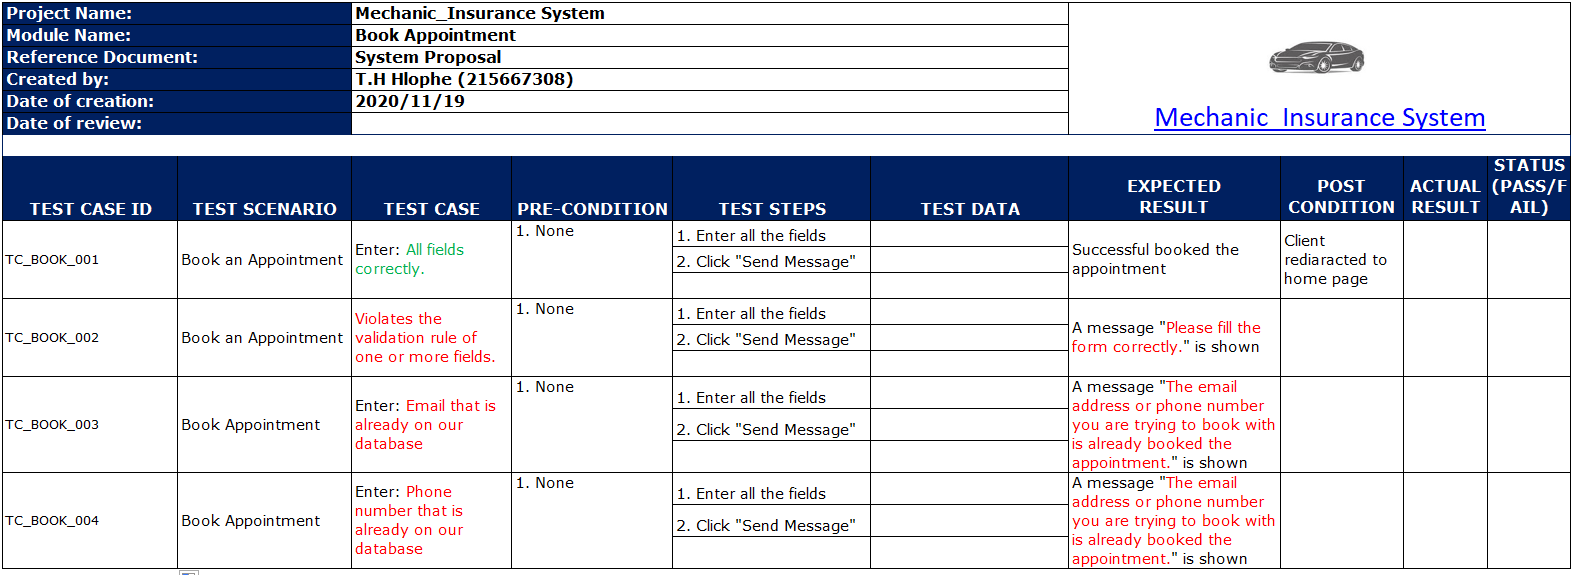 Project Name: Mechanic_Insurance System
Module Name: Book Appointment
Reference Document: System Proposal
Created by: T.H Hlophe (215667308)
Date of creation: 2020/11/19
Date of review:
Mechanic_Insurance System
TEST CASE ID TEST SCENARIO TEST CASE PRE-CONDITION TEST STEPS TEST DATA
EXPECTED
RESULT
POST
CONDITION
ACTUAL
RESULT
STATUS
(PASS/F
AIL)
TC_BOOK_001
Book an Appointment
Enter: All fields
correctly.
1. None
1. Enter all the fields
2. Click "Send Message"
Successful booked the
appointment
Client
rediaracted to
home page
TC_BOOK_002
Book an Appointment
Violates the
validation rule of
one or more fields.
1. None
1. Enter all the fields
2. Click "Send Message"
A message "Please fill the
form correctly." is shown
TC_BOOK_003
Book Appointment
Enter: Email that is
already on our
database
1. None
1. Enter all the fields
2. Click "Send Message"
A message "The email
address or phone number
you are trying to book with
is already booked the
appointment." is shown
TC_BOOK_004
Book Appointment
Enter: Phone
number that is
already on our
database
1. None
1. Enter all the fields
2. Click "Send Message"
A message "The email
address or phone number
you are trying to book with
is already booked the
appointment." is shown